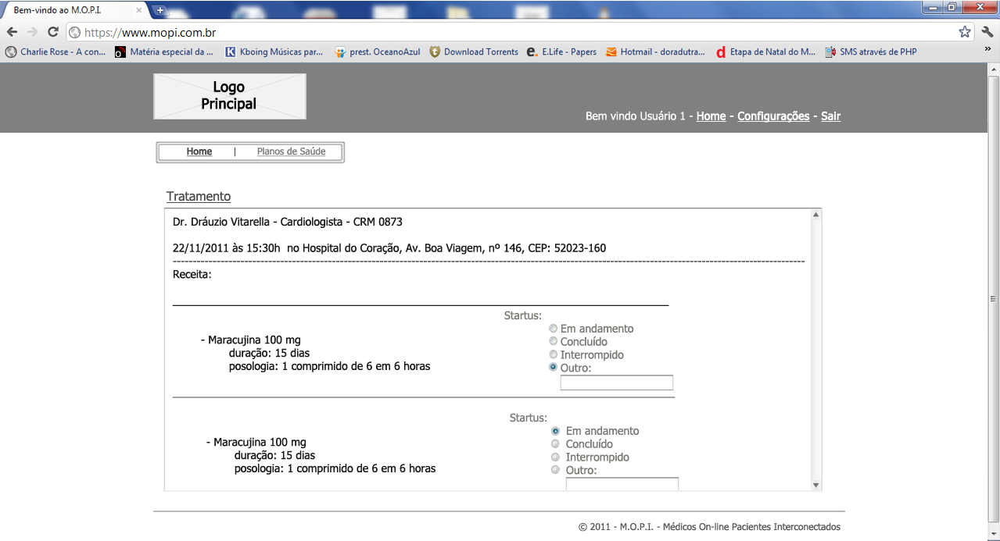 Bem-vindo ao M.O.P.I.
https://www.mopi.com.br
Charlie Rose - A con... Matéria especial da ... Kboing Músicas par... prest. OceanoAzul Download Torrents E.Life - Papers Hotmail - doradutra... Etapa de Natal do M... SMS através de PHP »
Logo
Principal
Bem vindo Usuário 1 - Home - Configurações - Sair
Home | Planos de Saúde
Tratamento
Dr. Dráuzio Vitarella - Cardiologista - CRM 0873
22/11/2011 às 15:30h no Hospital do Coração, Av. Boa Viagem, nº 146, CEP: 52023-160
Receita:
Startus:
Em andamento
- Maracujina 100 mg Concluído
duração: 15 dias Interrompido
posologia: 1 comprimido de 6 em 6 horas Outro:
Startus:
Em andamento
- Maracujina 100 mg Concluído
duração: 15 dias Interrompido
posologia: 1 comprimido de 6 em 6 horas Outro:
© 2011 - M.O.P.I. - Médicos On-line Pacientes Interconectados